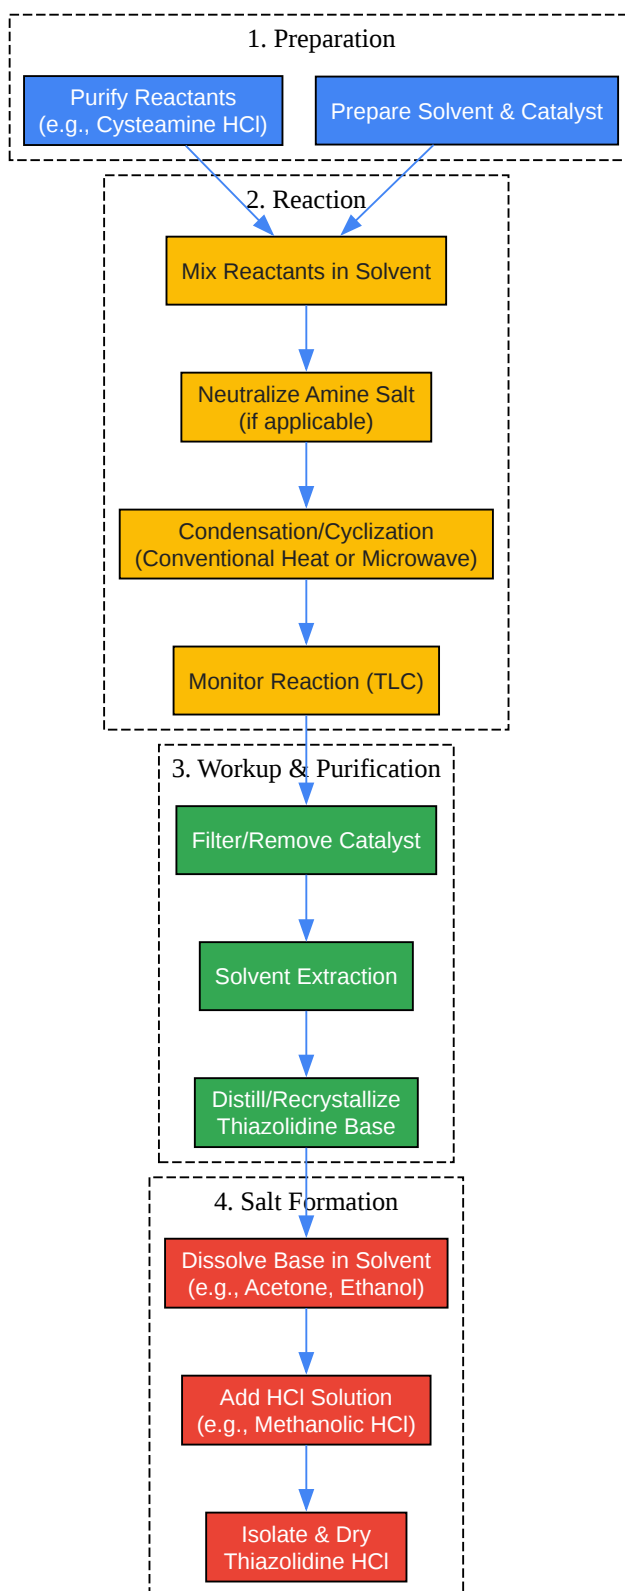 1. Preparation
Purify Reactants
(e.g., Cysteamine HCl)
Prepare Solvent & Catalyst
2. Reaction
Mix Reactants in Solvent
Neutralize Amine Salt
(if applicable)
Condensation/Cyclization
(Conventional Heat or Microwave)
Monitor Reaction (TLC)
3. Workup & Purification
Filter/Remove Catalyst
Solvent Extraction
Distill/Recrystallize
Thiazolidine Base
4. Salt Formation
Dissolve Base in Solvent
(e.g., Acetone, Ethanol)
Add HCl Solution
(e.g., Methanolic HCl)
Isolate & Dry
Thiazolidine HCl